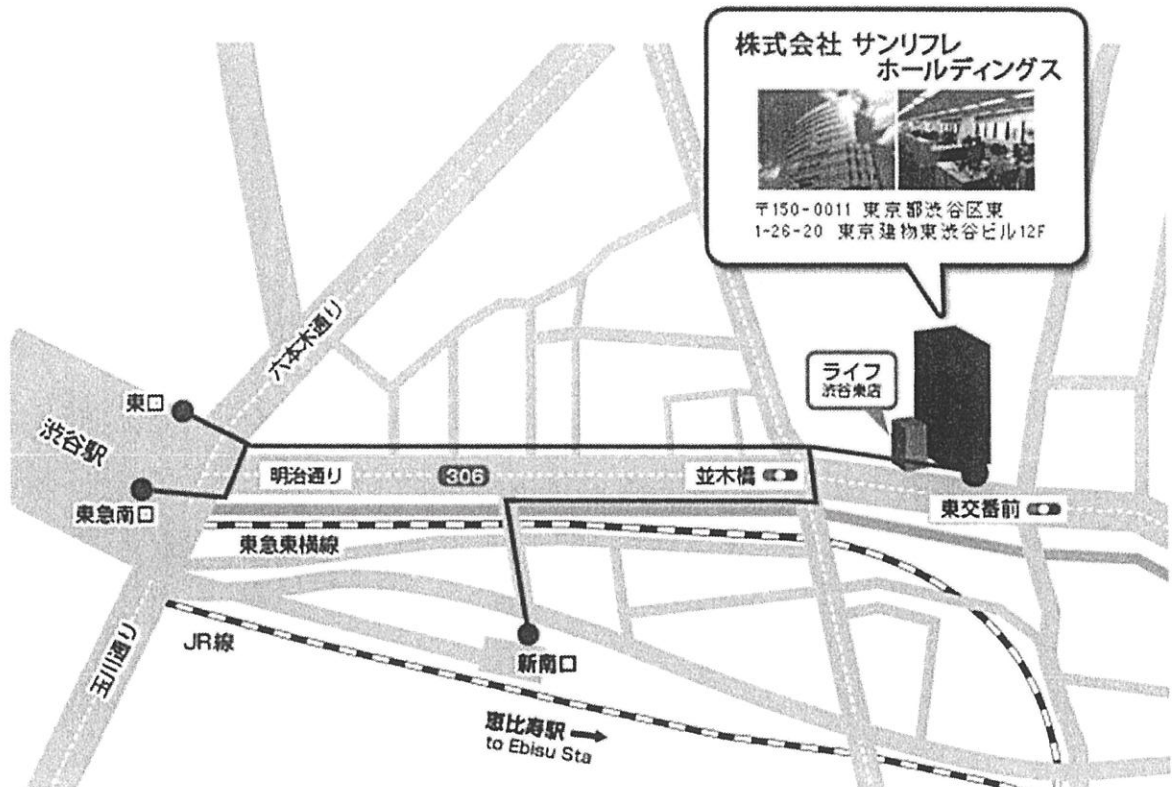 株式会社 サンリフレ
ホールディングス
〒150-0011 東京都渋谷区東
1-26-20 東京建物東渋谷ビル12F
六本木通り
ライフ
渋谷東店
東口
渋谷駅
明治通り
306
並木橋
東急南口
東交番前
東急東横線
玉川通り
JR線
新南口
恵比寿駅
to Ebisu Sta